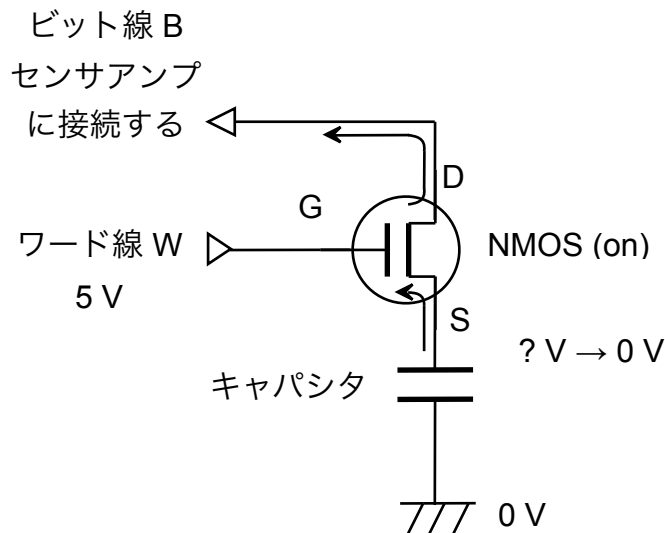 ビット線 B
センサアンプ
に接続する
D
G
ワード線 W
NMOS (on)
5 V
S
? V → 0 V
キャパシタ
0 V